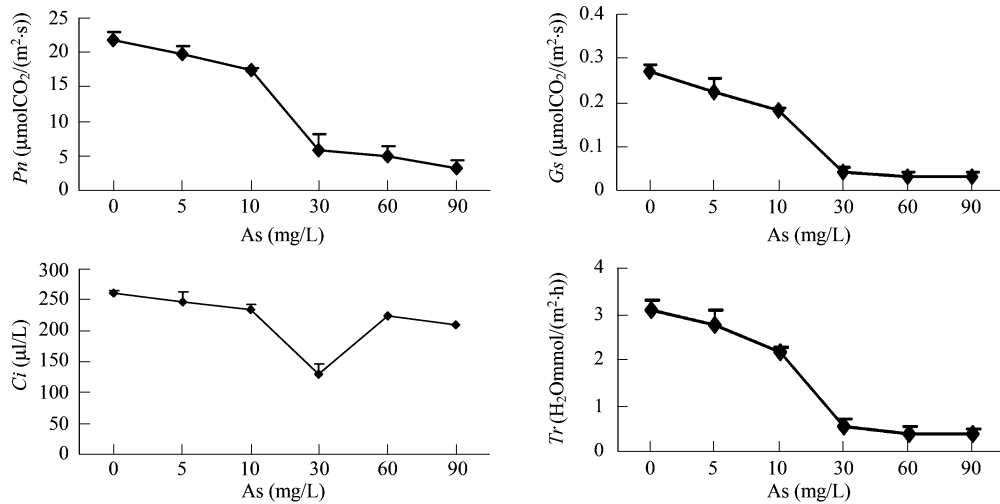 25
20
15
10
5
0
Pn (μmolCO₂/(m²·s)
0 5 10 30 60 90
As (mg/L)
0.4
0.3
0.2
0.1
0
Gs (μmolCO₂/(m²·s)
0 5 10 30 60 90
As (mg/L)
300
250
200
150
100
50
0
Ci (μl/L)
0 5 10 30 60 90
As (mg/L)
4
3
2
1
0
Tr (H₂Ommol/(m²·h))
0 5 10 30 60 90
As (mg/L)